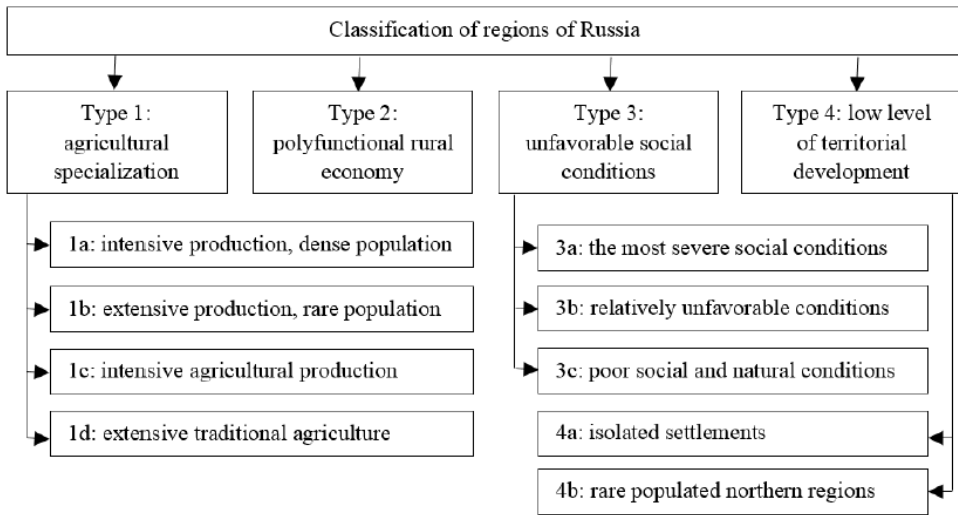 Classification of regions of Russia
Type 1:
agricultural
specialization
Type 2:
polyfunctional rural
economy
Type 3:
unfavorable social
conditions
Type 4: low level
of territorial
development
1a: intensive production, dense population
1b: extensive production, rare population
1c: intensive agricultural production
1d: extensive traditional agriculture
3a: the most severe social conditions
3b: relatively unfavorable conditions
3c: poor social and natural conditions
4a: isolated settlements
4b: rare populated northern regions